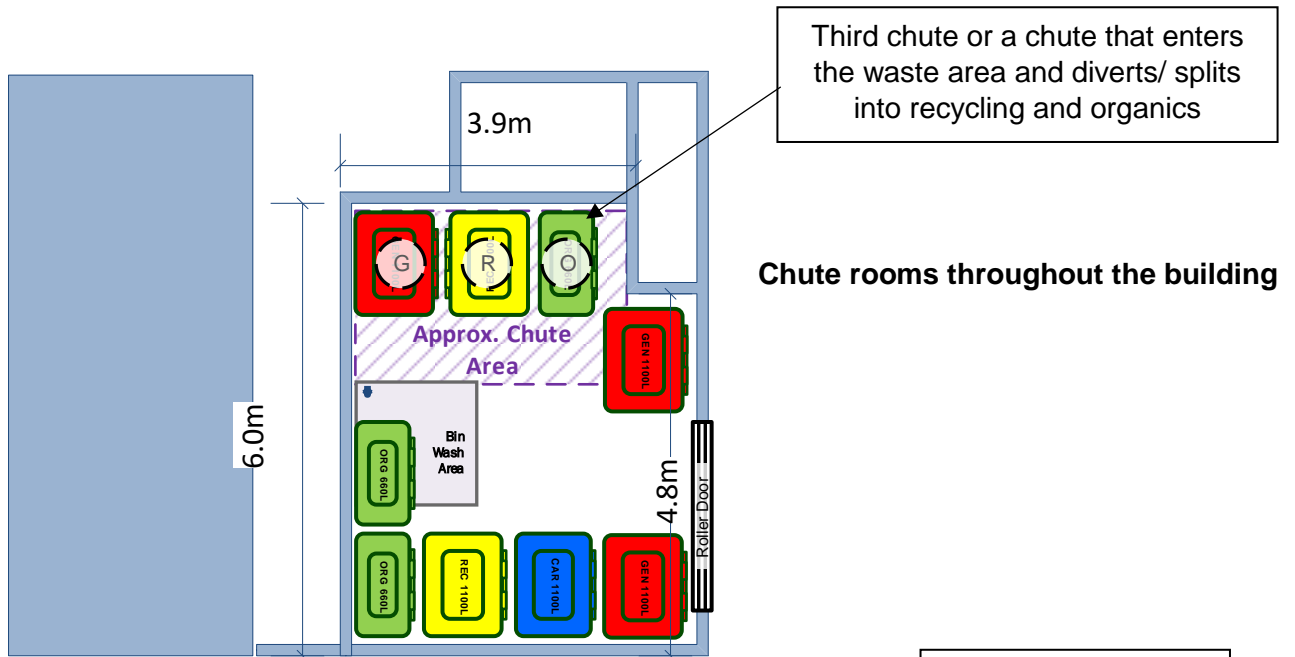 Third chute or a chute that enters
the waste area and diverts/ splits
into recycling and organics
3.9m
Chute rooms throughout the building
G
R
O
Approx. Chute
Area
GEN 1100L
6.0m
Bin
Wash
Area
ORG 660L
4.8m
Roller Door
ORG 660L
REC 1100L
CAR 1100L
GEN 1100L